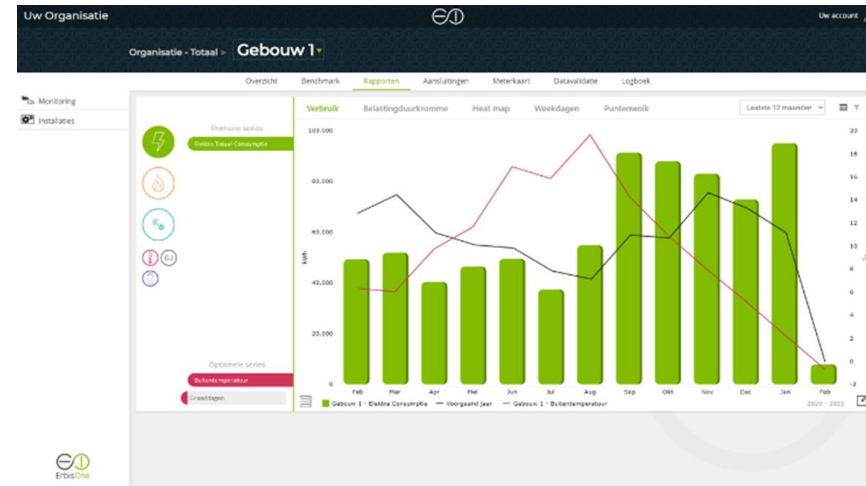 Uw Organisatie
Uw account
Organisatie - Totaal ▸ Gebouw 1
Overzicht Benchmark Rapporten Aansluitingen Meterkaart Datavalidatie Logboek
Monitoring
Installaties
Verbruik Belastingduurkromme Heat map Weekdagen Puntenwolk Laatste 12 maanden T
Primaire series
Elektra Totaal Consumptie
GJ
Optionele series
Buitentemperatuur
Graaddagen
100.000
80.000
60.000
40.000
20.000
0
kWh
20
18
16
14
12
10
8
6
4
2
0
-2
Feb Mar Apr Mei Jun Jul Aug Sep Okt Nov Dec Jan Feb
Gebouw 1 - Elektra Consumptie Voorgaand jaar Gebouw 1 - Buitentemperatuur
2020 - 2021
ErbisOne